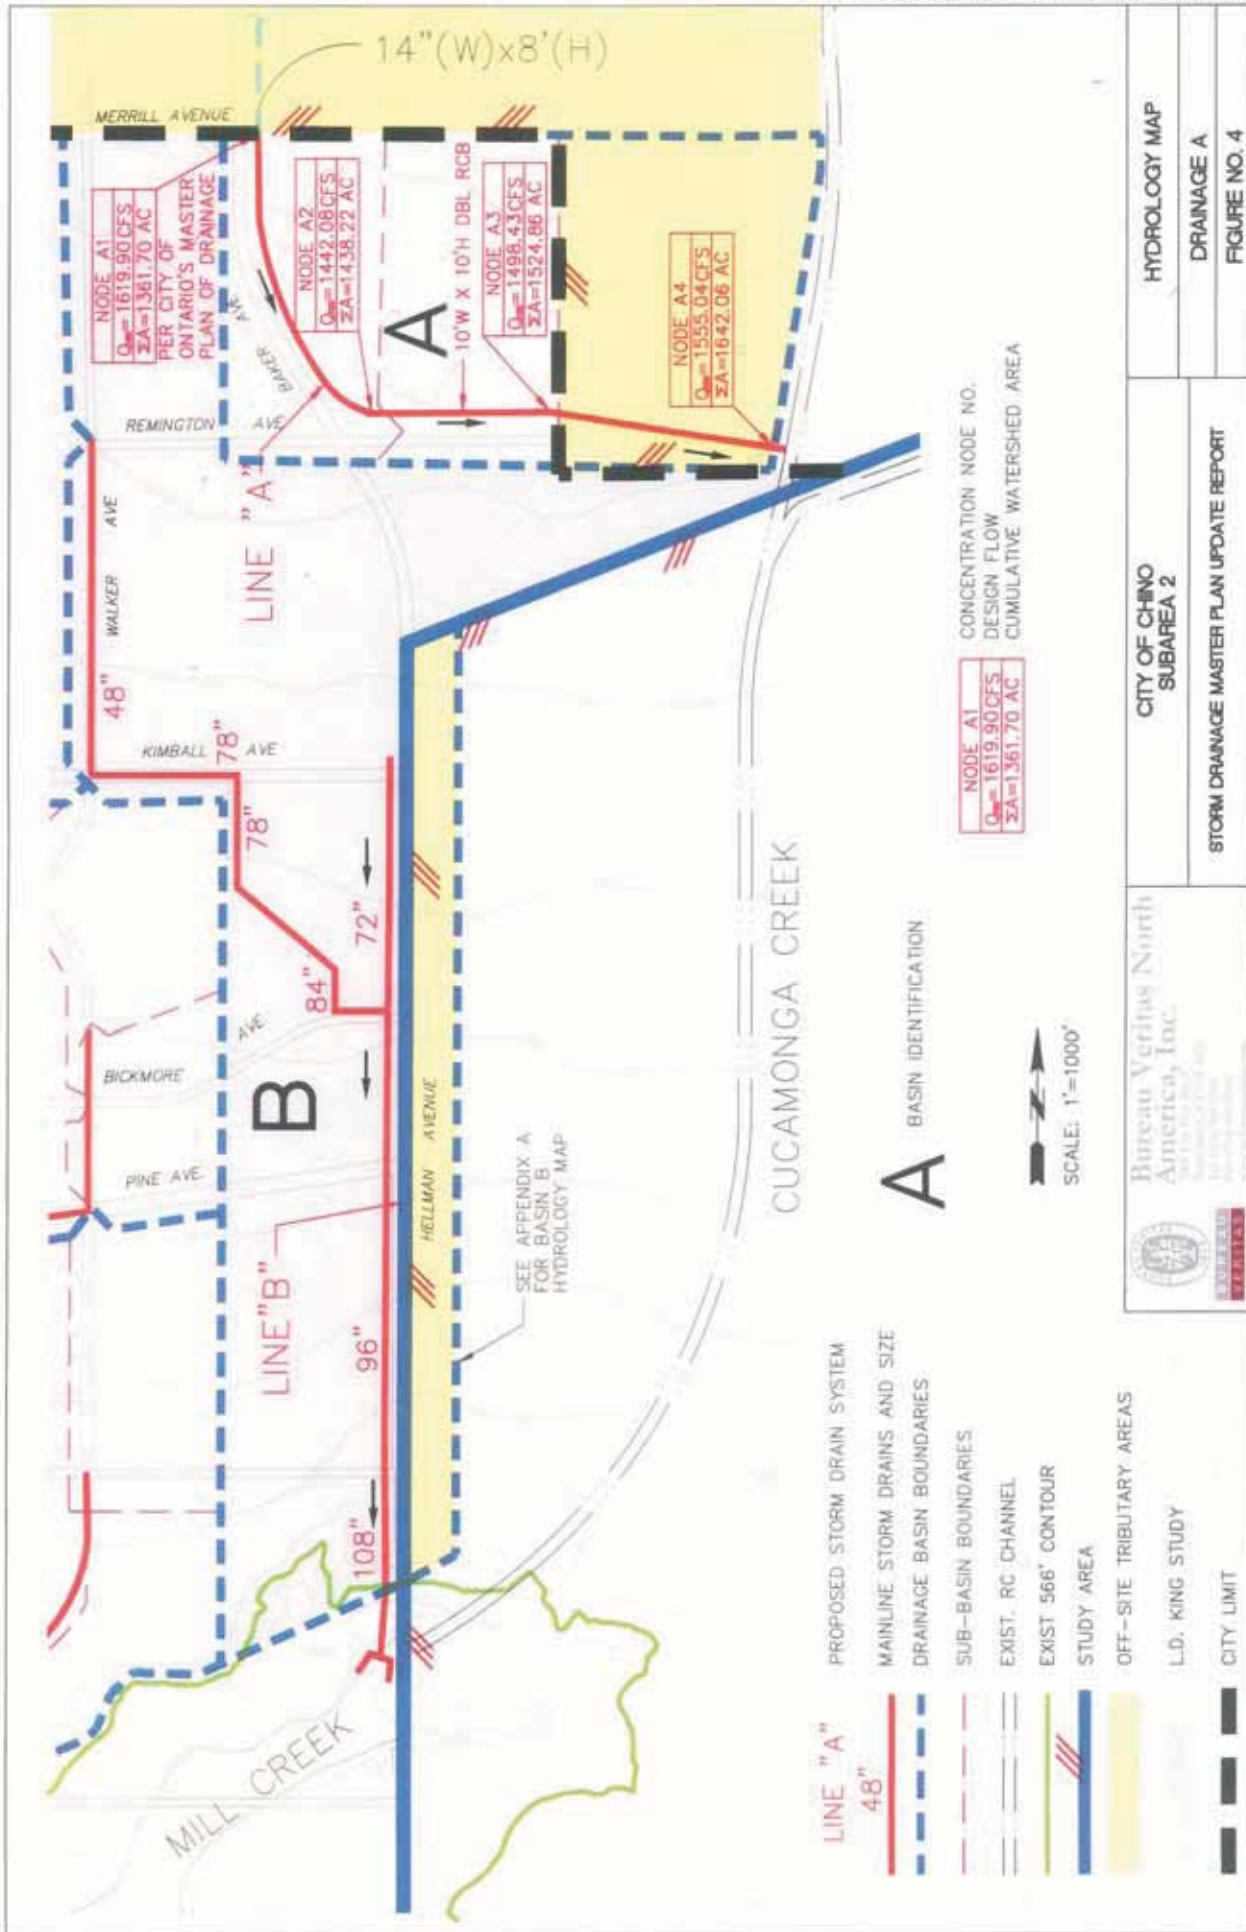 14"(W)x8'(H)
MERRILL AVENUE
NODE A1
Q=1619.90CFS
ΣA=1361.70 AC
PER CITY OF
ONTARIO'S MASTER
PLAN OF DRAINAGE
NODE A2
Q=1442.08CFS
ΣA=1438.22 AC
A
10'W X 10'H DBL RCB
NODE A3
Q=1498.43CFS
ΣA=1524.86 AC
NODE A4
Q=1555.04CFS
ΣA=1642.06 AC
BAKER AVE
REMINGTON AVE
LINE "A"
WALKER AVE
48"
KIMBALL AVE
78"
78"
72"
84"
BICKMORE AVE
B
PINE AVE.
HELLMAN AVENUE
LINE"B"
96"
108"
SEE APPENDIX A
FOR BASIN B
HYDROLOGY MAP
CUCAMONGA CREEK
MILL CREEK
NODE A1
Q=1619.90CFS
ΣA=1361.70 AC
CONCENTRATION NODE NO.
DESIGN FLOW
CUMULATIVE WATERSHED AREA
A
BASIN IDENTIFICATION
N
SCALE: 1"=1000'
LINE "A"
PROPOSED STORM DRAIN SYSTEM
48"
MAINLINE STORM DRAINS AND SIZE
DRAINAGE BASIN BOUNDARIES
SUB-BASIN BOUNDARIES
EXIST. RC CHANNEL
EXIST 566' CONTOUR
STUDY AREA
OFF-SITE TRIBUTARY AREAS
L.D. KING STUDY
CITY LIMIT
BUREAU
VERITAS
Bureau Veritas North
America, Inc.
CITY OF CHINO
SUBAREA 2
STORM DRAINAGE MASTER PLAN UPDATE REPORT
HYDROLOGY MAP
DRAINAGE A
FIGURE NO. 4